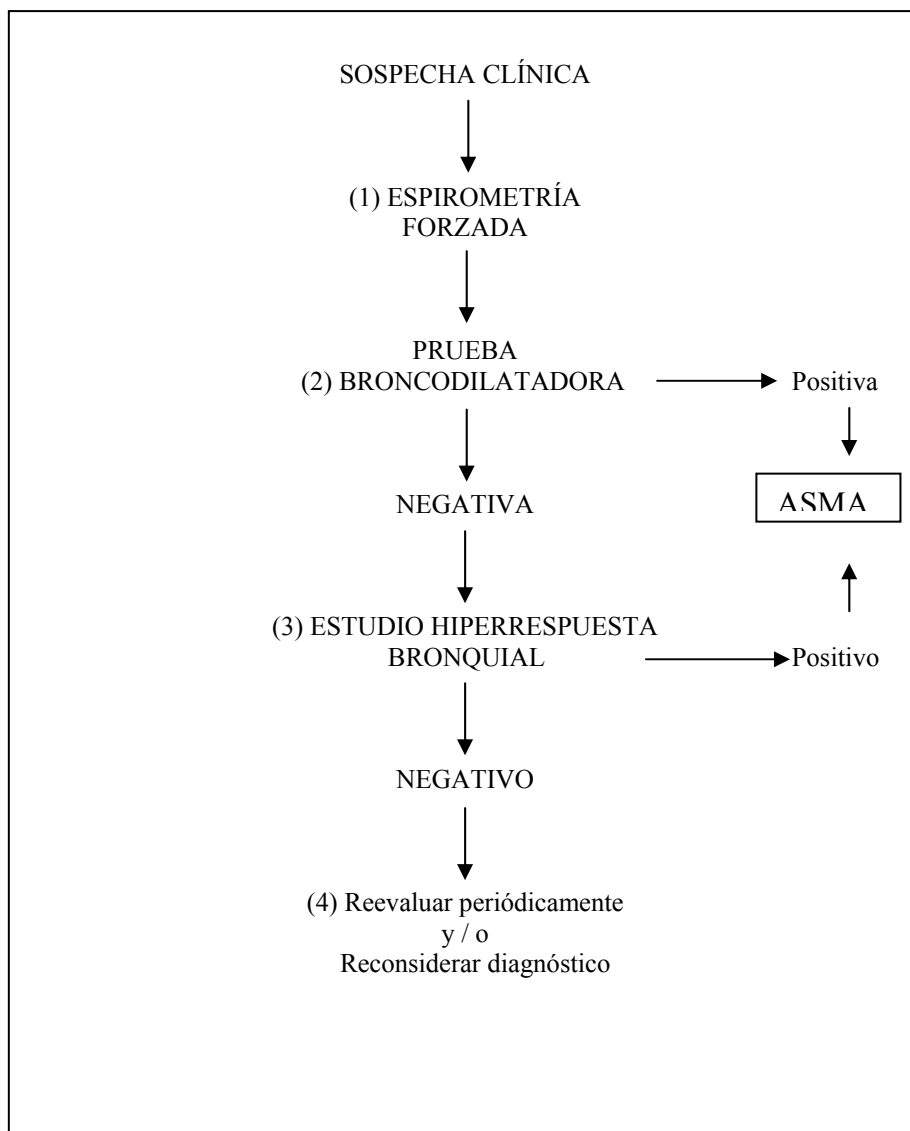 SOSPECHA CLÍNICA
(1) ESPIROMETRÍA
FORZADA
PRUEBA
(2) BRONCODILATADORA
Positiva
NEGATIVA
ASMA
(3) ESTUDIO HIPERRESPUESTA
BRONQUIAL
Positivo
NEGATIVO
(4) Reevaluar periódicamente
y / o
Reconsiderar diagnóstico